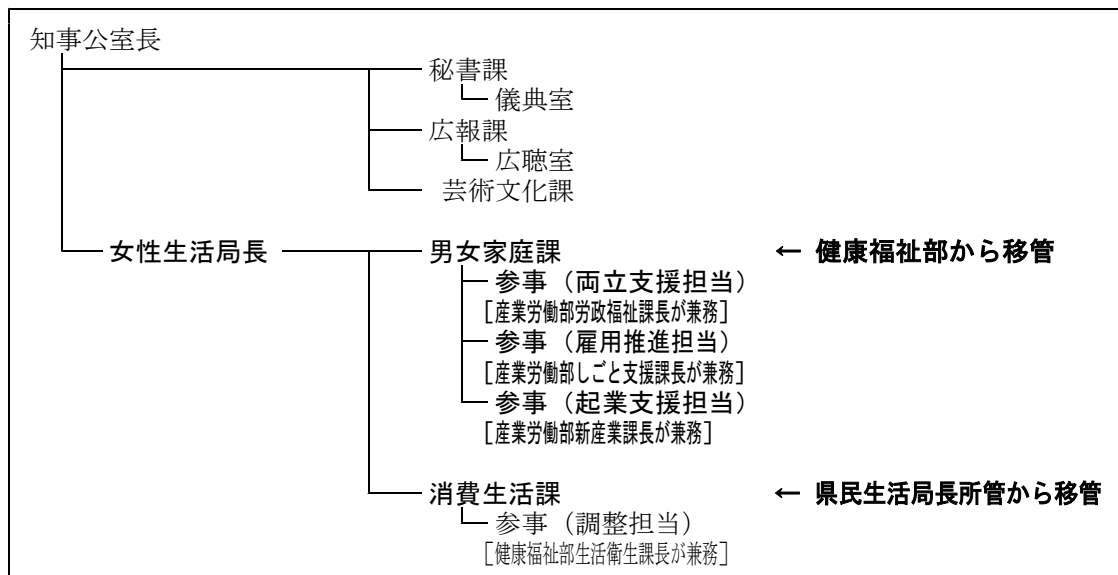 知事公室長
秘書課
儀典室
広報課
広聴室
芸術文化課
女性生活局長
男女家庭課 ← 健康福祉部から移管
参事（両立支援担当）
［産業労働部労政福祉課長が兼務］
参事（雇用推進担当）
［産業労働部しごと支援課長が兼務］
参事（起業支援担当）
［産業労働部新産業課長が兼務］
消費生活課 ← 県民生活局長所管から移管
参事（調整担当）
［健康福祉部生活衛生課長が兼務］